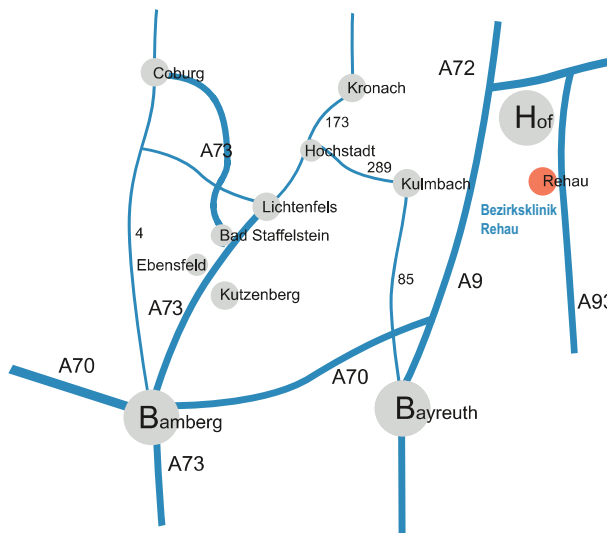 A72
Coburg
Kronach
Hof
173
A73
Hochstadt
289
Kulmbach
Rehau
Lichtenfels
Bezirksklinik
Rehau
4
Bad Staffelstein
Ebensfeld
85
A9
Kutzenberg
A73
A93
A70
A70
Bamberg
Bayreuth
A73